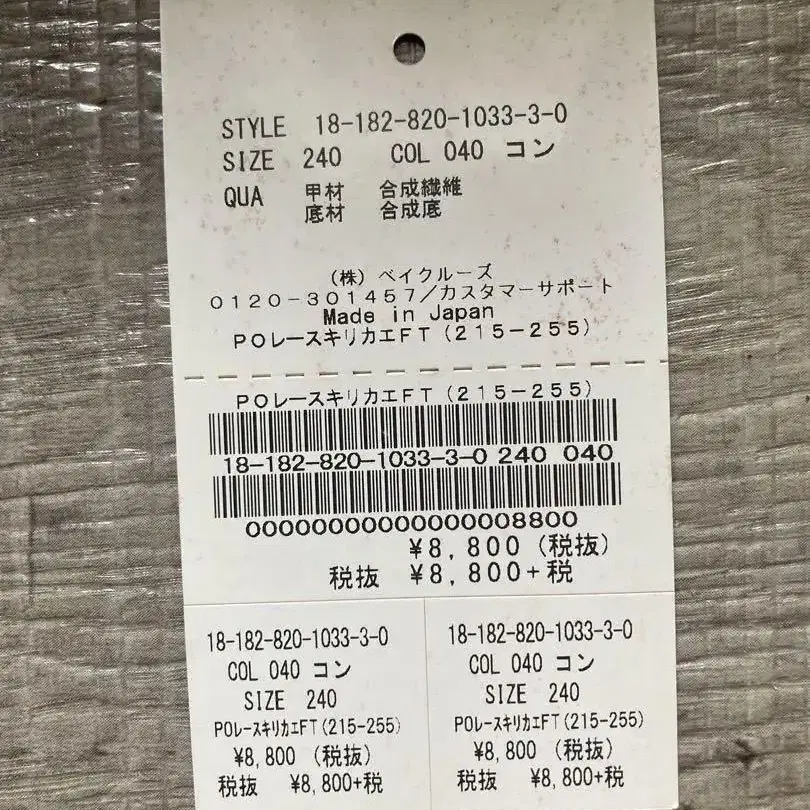 STYLE 18-182-820-1033-3-0
SIZE 240 COL 040 コン
QUA 甲材 合成繊維
底材 合成底
(株)ベイクルーズ
0120-301457/カスタマーサポート
Made in Japan
POレースキリカエFT(215-255)
POレースキリカエFT(215-255)
18-182-820-1033-3-0 240 040
00000000000000008800
¥8,800(税抜)
税抜 ¥8,800+税
18-182-820-1033-3-0
COL 040 コン
SIZE 240
POレースキリカエFT(215-255)
¥8,800(税抜)
税抜 ¥8,800+税
18-182-820-1033-3-0
COL 040 コン
SIZE 240
POレースキリカエFT(215-255)
¥8,800(税抜)
税抜 ¥8,800+税